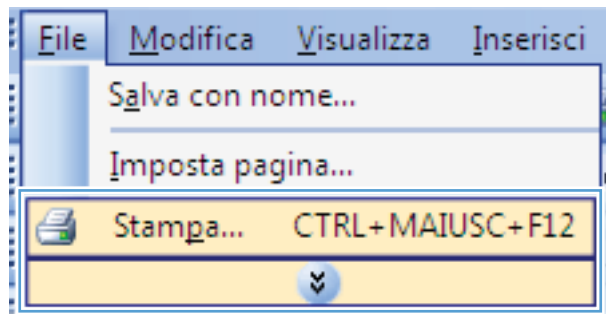 File Modifica Visualizza Inserisci
Salva con nome...
Imposta pagina...
Stampa... CTRL+MAIUSC+F12